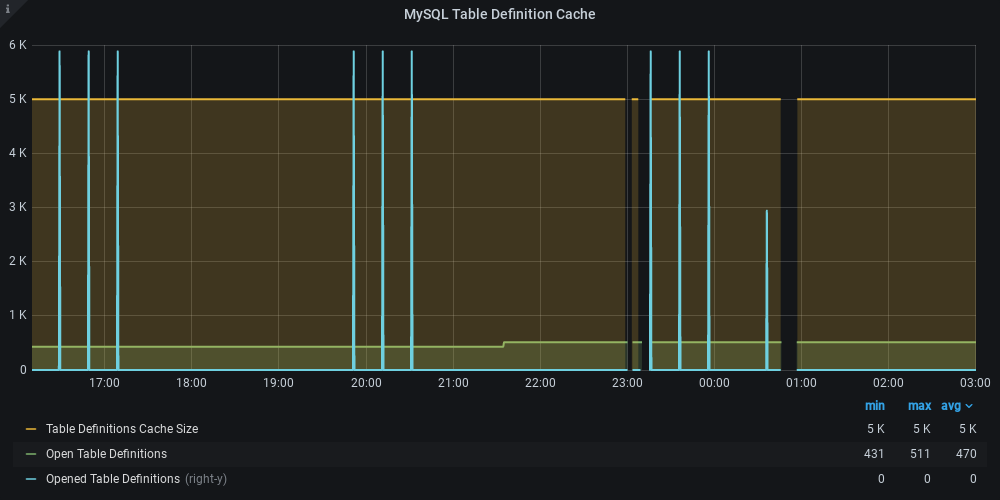 i
MySQL Table Definition Cache
6 K
5 K
4 K
3 K
2 K
1 K
0
17:00 18:00 19:00 20:00 21:00 22:00 23:00 00:00 01:00 02:00 03:00
min max avg
Table Definitions Cache Size 5 K 5 K 5 K
Open Table Definitions 431 511 470
Opened Table Definitions (right-y) 0 0 0